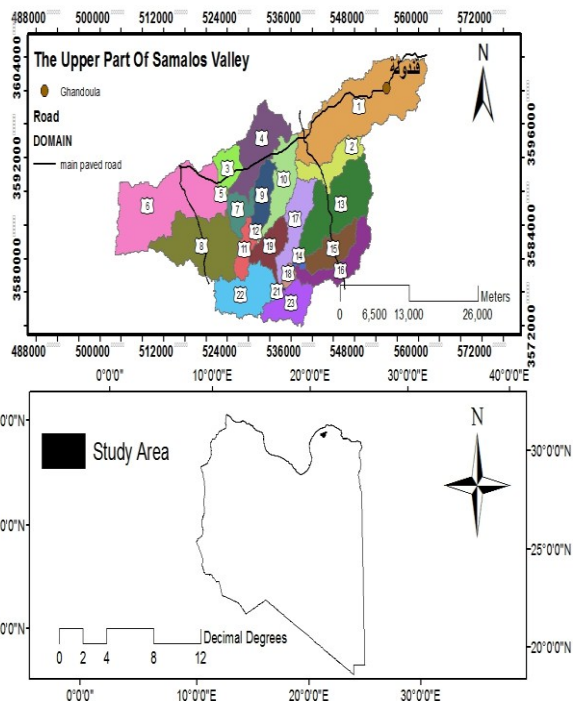 488000 500000 512000 524000 536000 548000 560000 572000
The Upper Part Of Samalos Valley
Ghandoula
Road
DOMAIN
main paved road
N
قندولة
1
2
4
3
10
9
6
5
7
17
13
12
8
11
19
14
15
16
18
22
21
23
Meters
0 6,500 13,000 26,000
3604000
3596000
3592000
3584000
3580000
3572000
488000 500000 512000 524000 536000 548000 560000 572000
0°0'0" 10°0'0"E 20°0'0"E 40°0'0"E
0'0"N
Study Area
N
30°0'0"N
0'0"N
25°0'0"N
0'0"N
Decimal Degrees
0 2 4 8 12
20°0'0"N
0°0'0" 10°0'0"E 20°0'0"E 30°0'0"E